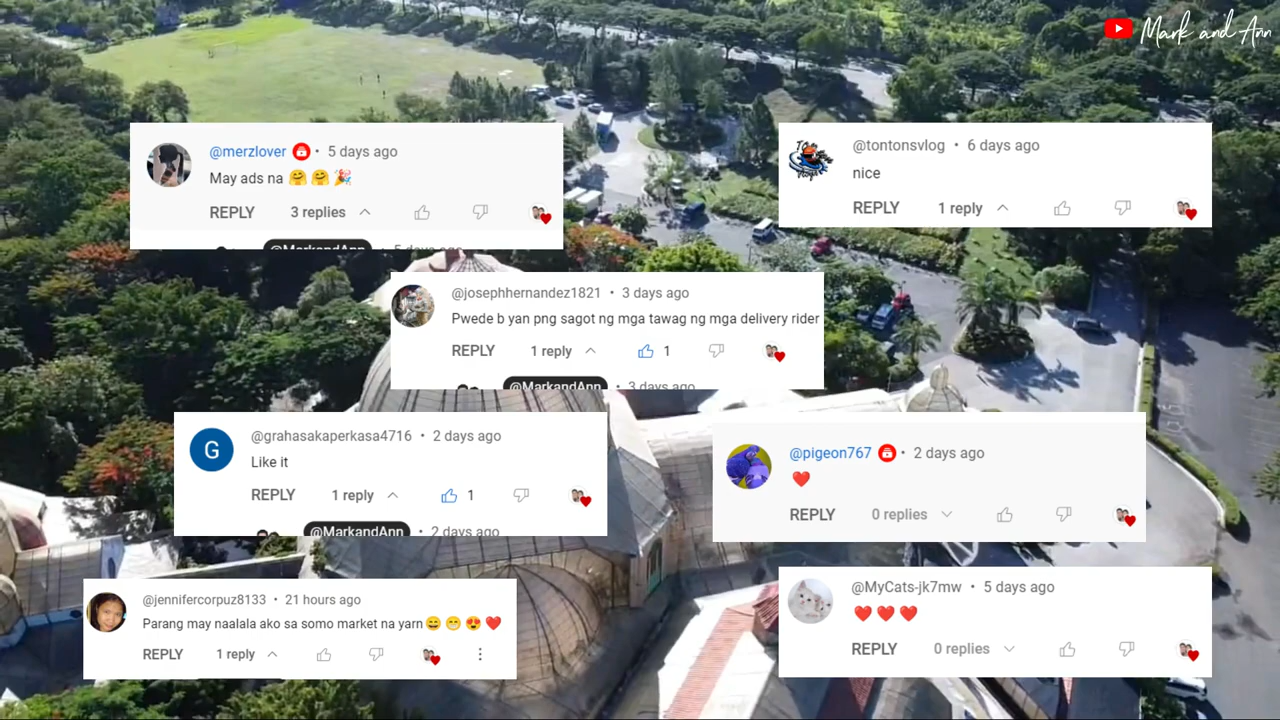 Mark and Ann
@merzlover • 5 days ago
May ads na 🤗 🤗 🎉
REPLY 3 replies
@MarkandAnn • 5 days ago
@tontonsvlog • 6 days ago
nice
REPLY 1 reply
@josephhernandez1821 • 3 days ago
Pwede b yan png sagot ng mga tawag ng mga delivery rider
REPLY 1 reply 1
@MarkandAnn • 3 days ago
@grahasakaperkasa4716 • 2 days ago
G
Like it
REPLY 1 reply 1
@MarkandAnn • 2 days ago
@pigeon767 • 2 days ago
❤️
REPLY 0 replies
@jennifercorpuz8133 • 21 hours ago
Parang may naalala ako sa somo market na yarn😄 😁 😍 ❤️
REPLY 1 reply
@MyCats-jk7mw • 5 days ago
❤️ ❤️ ❤️
REPLY 0 replies